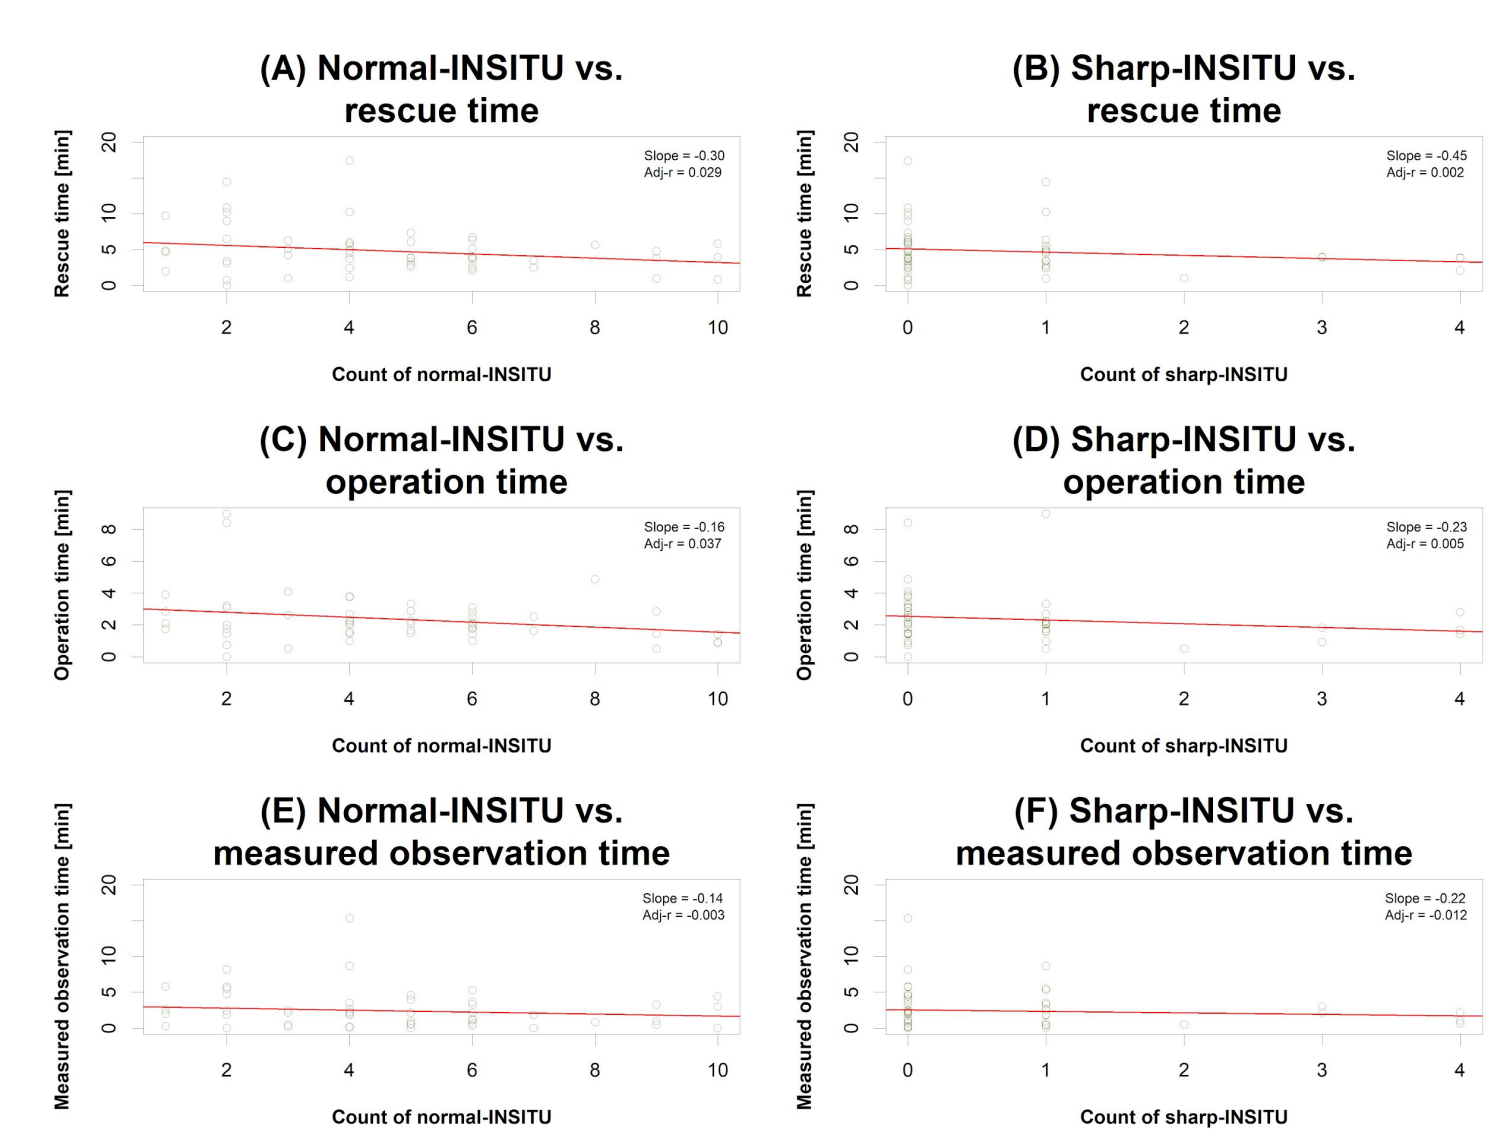 (A) Normal-INSITU vs.
rescue time
Rescue time [min]
20
10
5
0
Slope = -0.30
Adj-r = 0.029
2 4 6 8 10
Count of normal-INSITU
(B) Sharp-INSITU vs.
rescue time
Rescue time [min]
20
10
5
0
Slope = -0.45
Adj-r = 0.002
0 1 2 3 4
Count of sharp-INSITU
(C) Normal-INSITU vs.
operation time
Operation time [min]
8
6
4
2
0
Slope = -0.16
Adj-r = 0.037
2 4 6 8 10
Count of normal-INSITU
(D) Sharp-INSITU vs.
operation time
Operation time [min]
8
6
4
2
0
Slope = -0.23
Adj-r = 0.005
0 1 2 3 4
Count of sharp-INSITU
(E) Normal-INSITU vs.
measured observation time
Measured observation time [min]
20
10
5
0
Slope = -0.14
Adj-r = -0.003
2 4 6 8 10
Count of normal-INSITU
(F) Sharp-INSITU vs.
measured observation time
Measured observation time [min]
20
10
5
0
Slope = -0.22
Adj-r = -0.012
0 1 2 3 4
Count of sharp-INSITU